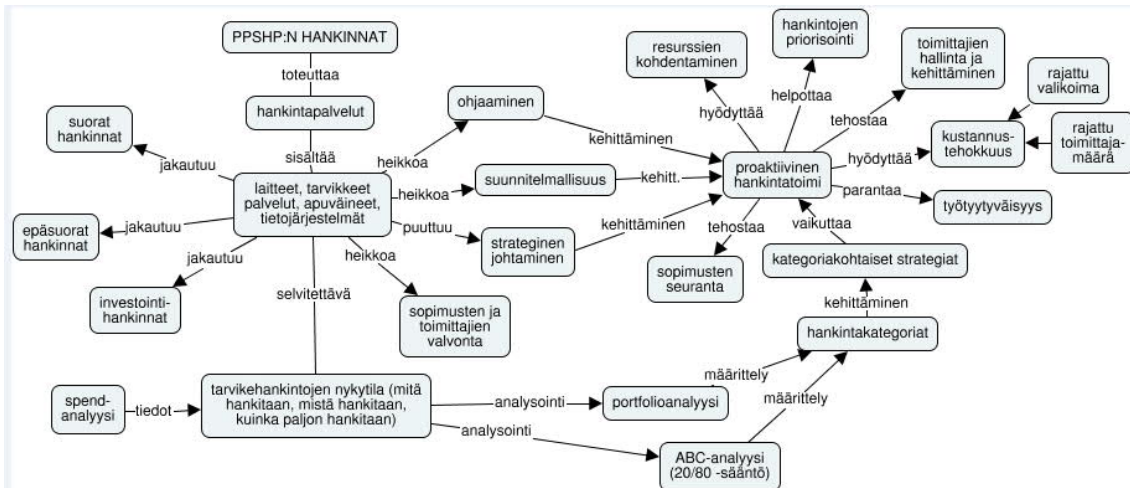 PPSHP:N HANKINNAT
toteuttaa
hankintapalvelut
sisältää
laitteet, tarvikkeet
palvelut, apuväineet,
tietojärjestelmät
jakautuu
suorat
hankinnat
jakautuu
epäsuorat
hankinnat
jakautuu
investointi-
hankinnat
selvitettävä
heikkoa
ohjaaminen
kehittäminen
heikkoa
suunnitelmallisuus
kehitt.
puuttuu
strateginen
johtaminen
kehittäminen
heikkoa
sopimusten ja
toimittajien
valvonta
proaktiivinen
hankintatoimi
hyödyttää
resurssien
kohdentaminen
helpottaa
hankintojen
priorisointi
tehostaa
toimittajien
hallinta ja
kehittäminen
hyödyttää
kustannus-
tehokkuus
rajattu
valikoima
rajattu
toimittaja-
määrä
parantaa
työtyytyväisyys
tehostaa
sopimusten
seuranta
vaikuttaa
kategoriakohtaiset strategiat
kehittäminen
hankintakategoriat
spend-
analyysi
tiedot
tarvikehankintojen nykytila (mitä
hankitaan, mistä hankitaan,
kuinka paljon hankitaan)
analysointi
portfolioanalyysi
määrittely
analysointi
ABC-analyysi
(20/80 -sääntö)
määrittely